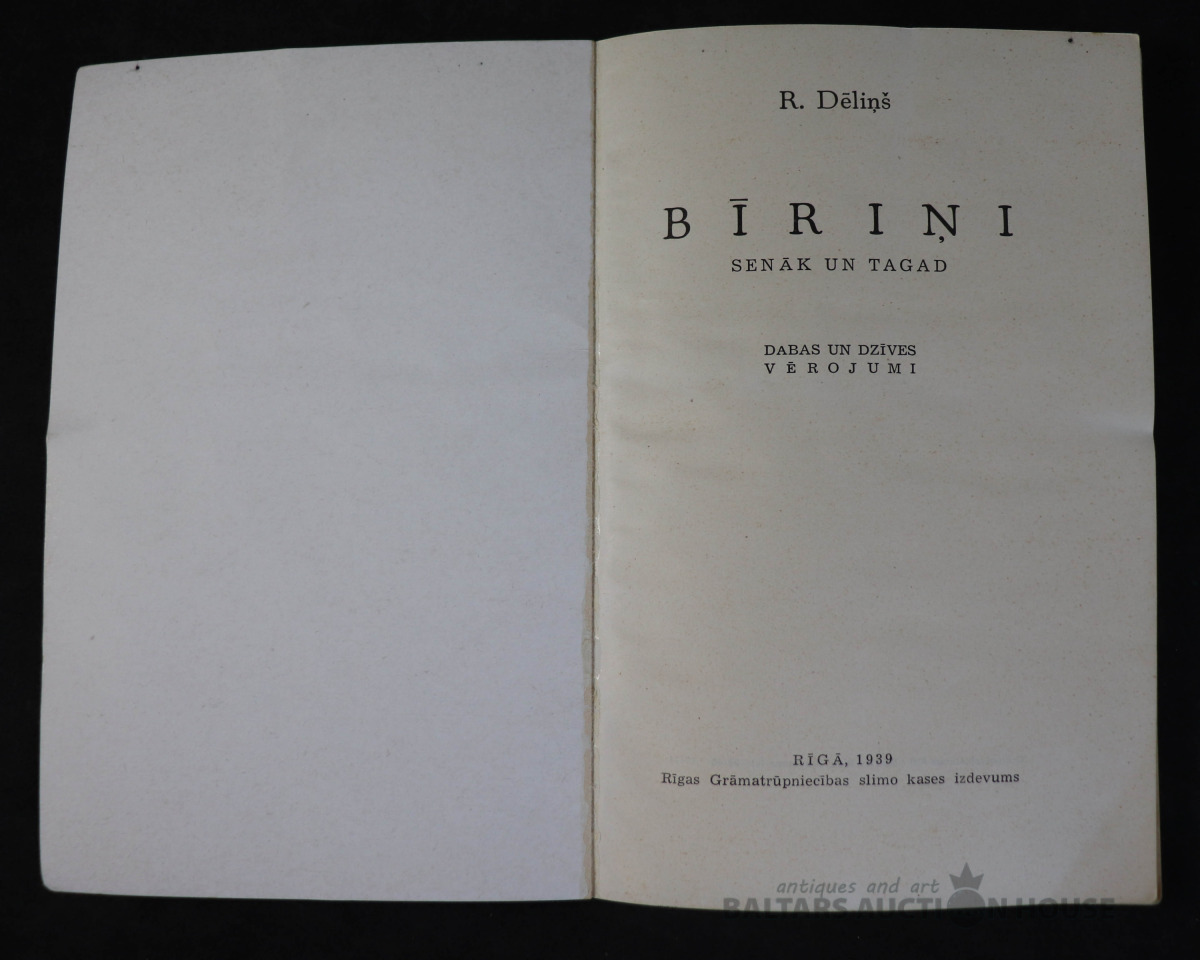 R. Dēliņš
BĪRIŅI
SENĀK UN TAGAD
DABAS UN DZĪVES
VĒROJUMI
RĪGĀ, 1939
Rīgas Grāmatrūpniecības slimo kases izdevums
antiques and art
BALTARS AUCTION HOUSE